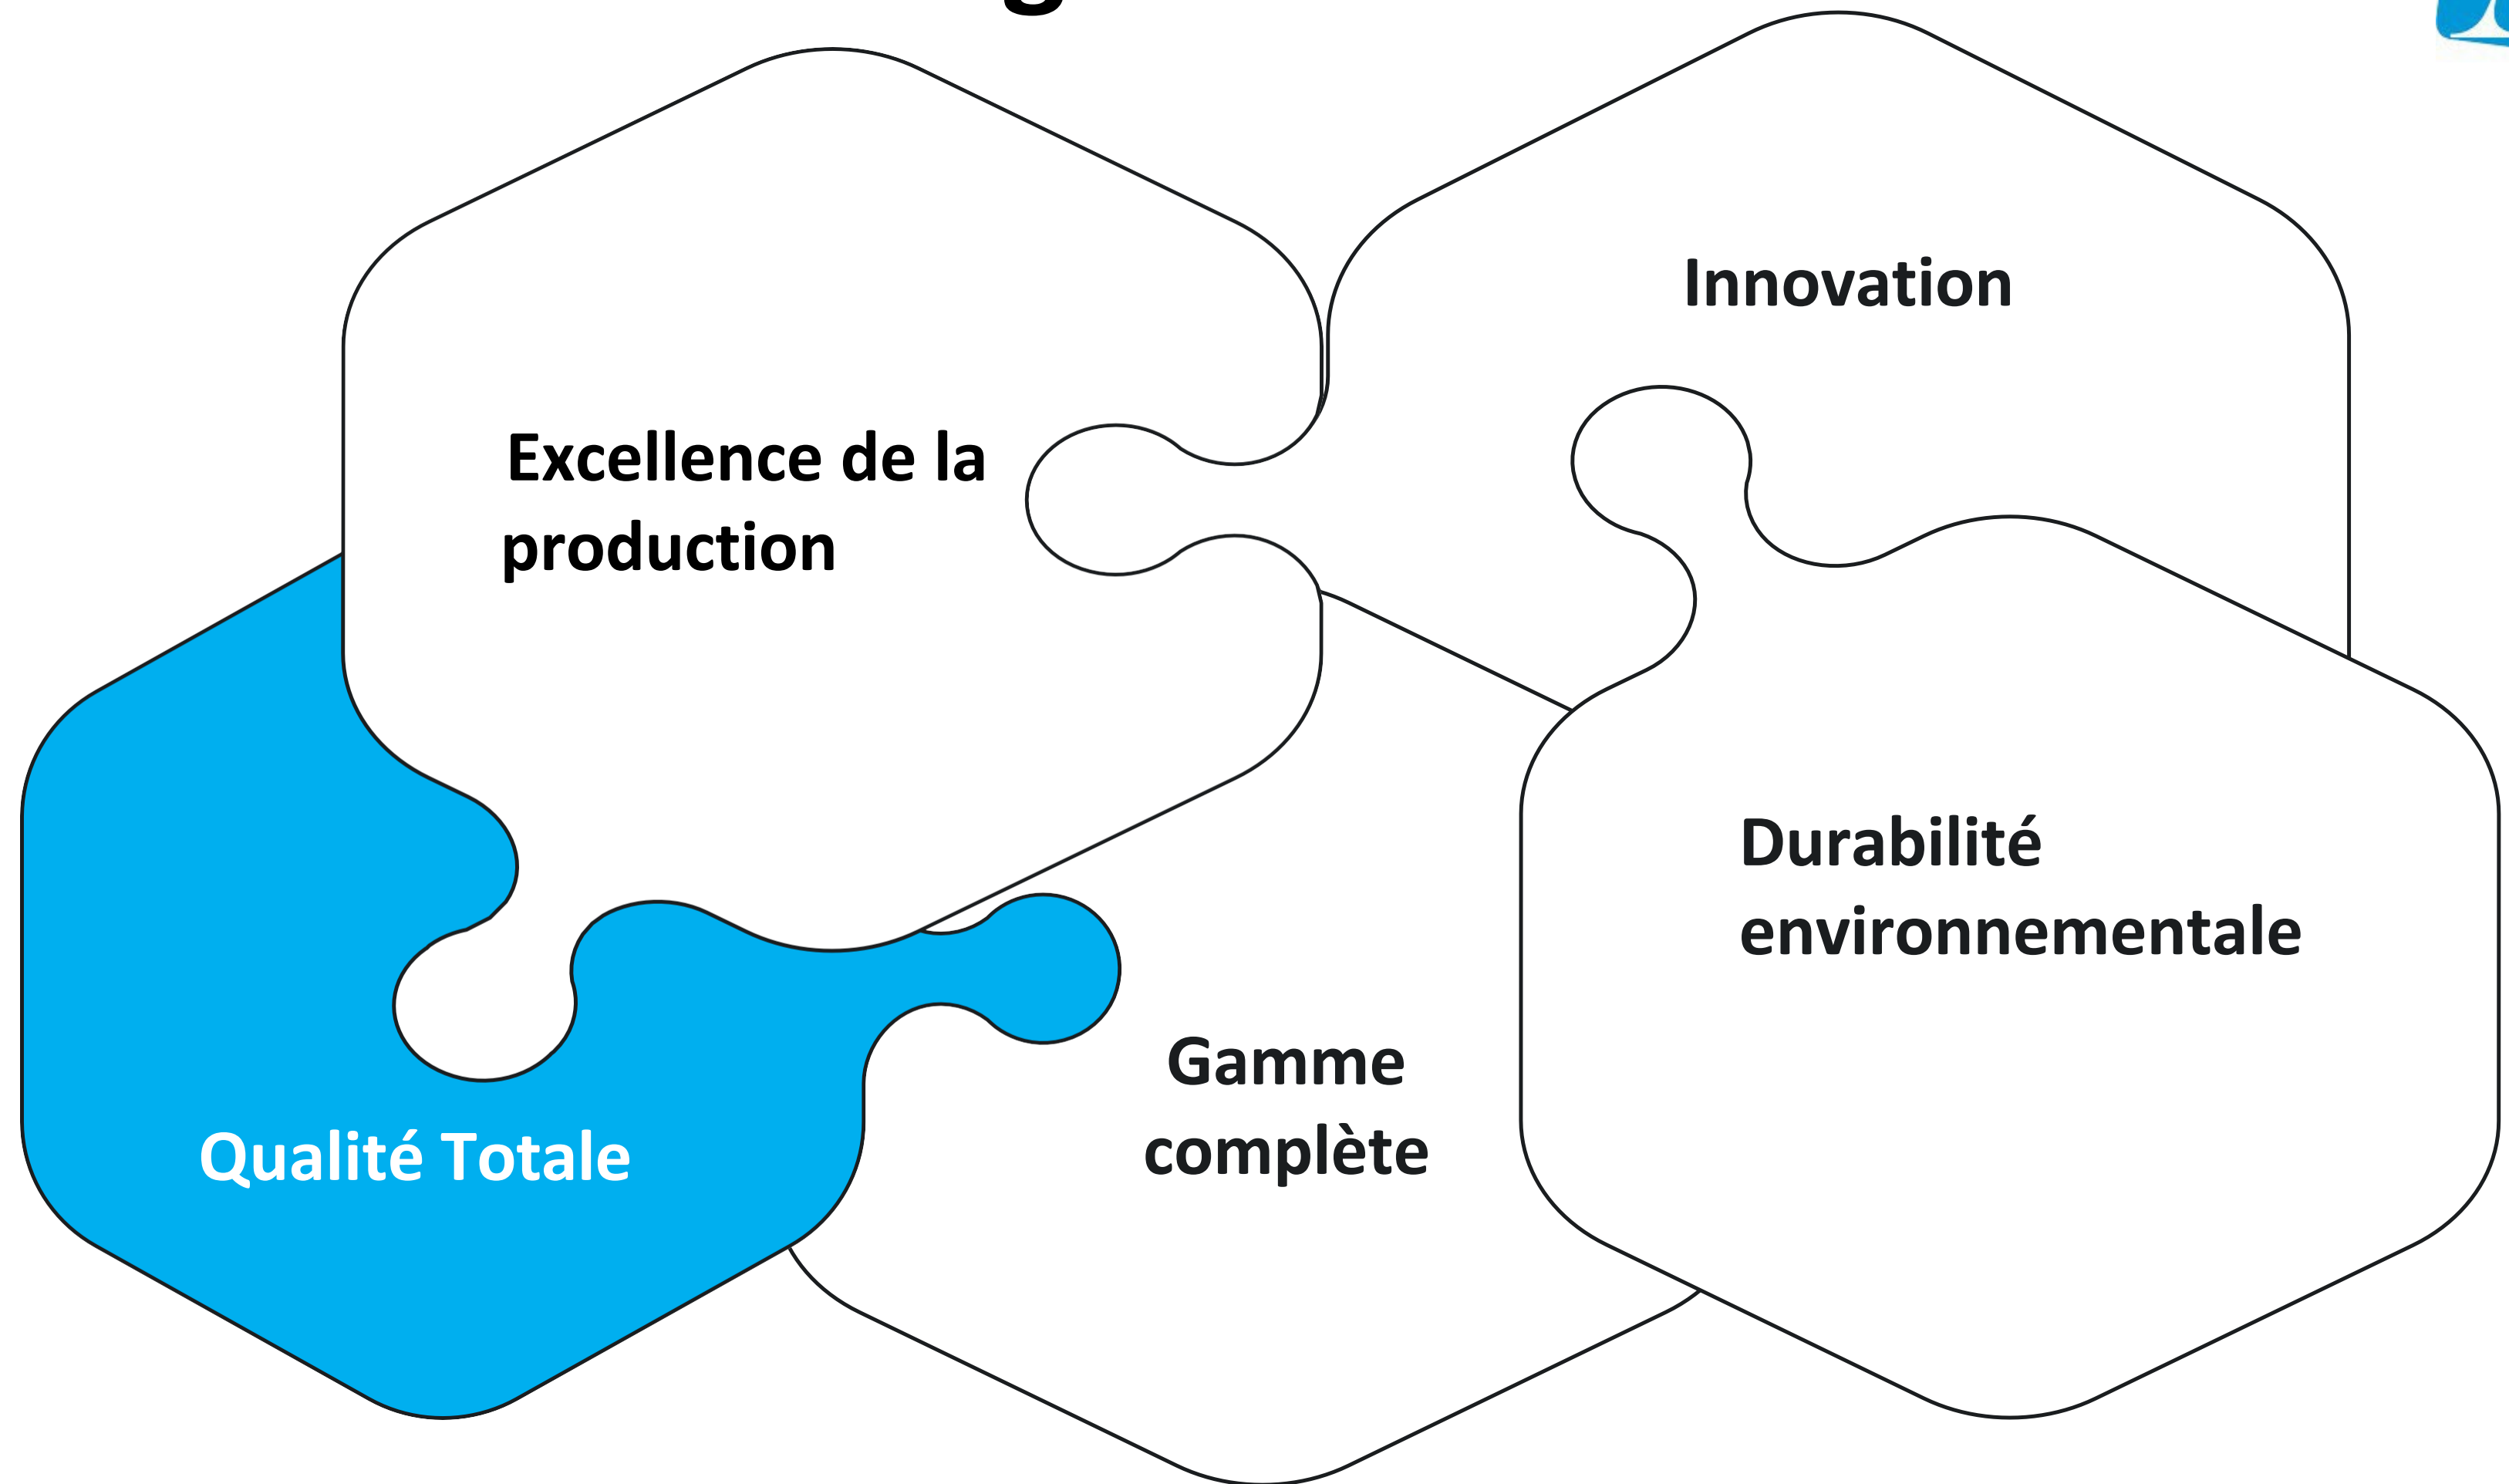 Innovation
Excellence de la
production
Durabilité
environnementale
Gamme
complète
Qualité Totale